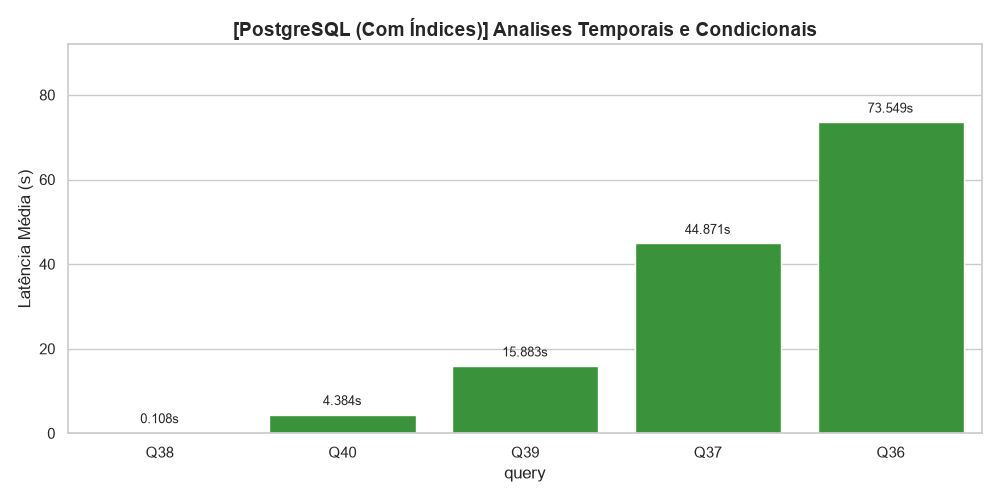 [PostgreSQL (Com Índices)] Analises Temporais e Condicionais
Latência Média (s)
80
60
40
20
0
0.108s
4.384s
15.883s
44.871s
73.549s
Q38
Q40
Q39
Q37
Q36
query